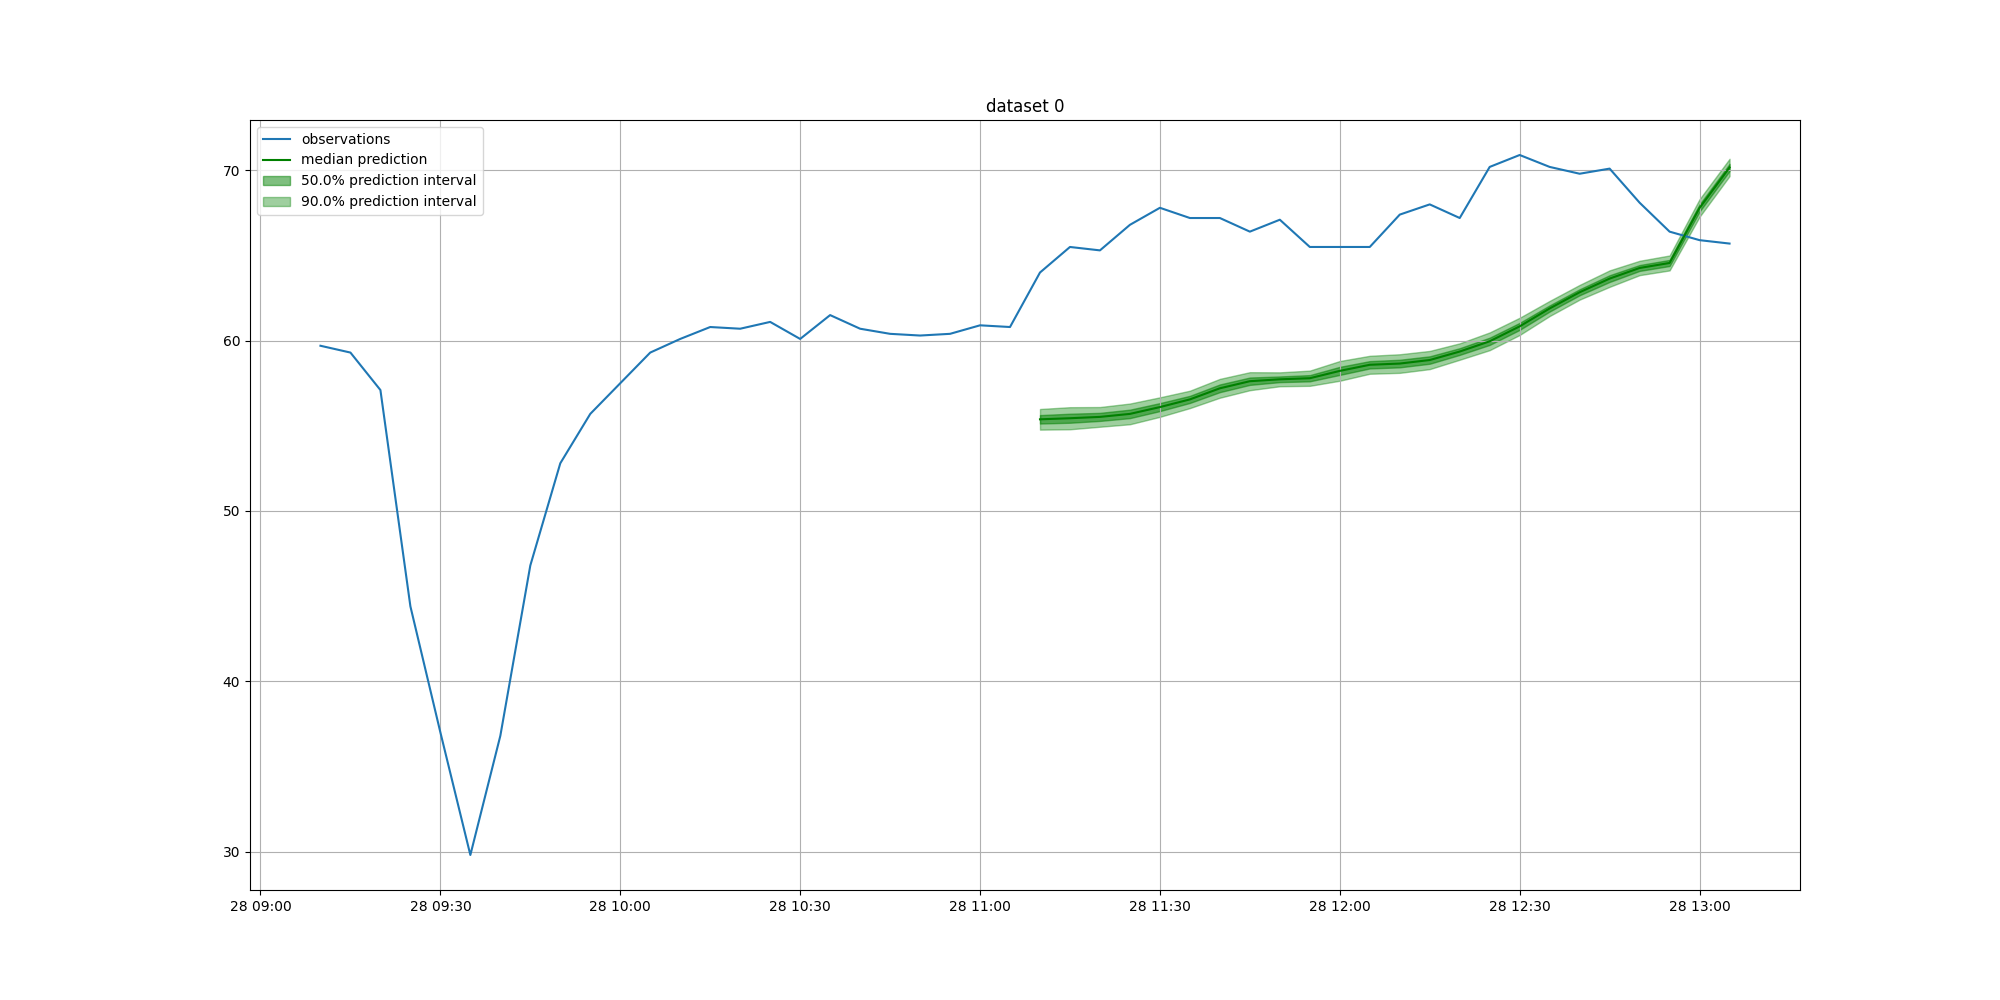 dataset 0
observations
median prediction
50.0% prediction interval
90.0% prediction interval
70
60
50
40
30
28 09:00 28 09:30 28 10:00 28 10:30 28 11:00 28 11:30 28 12:00 28 12:30 28 13:00